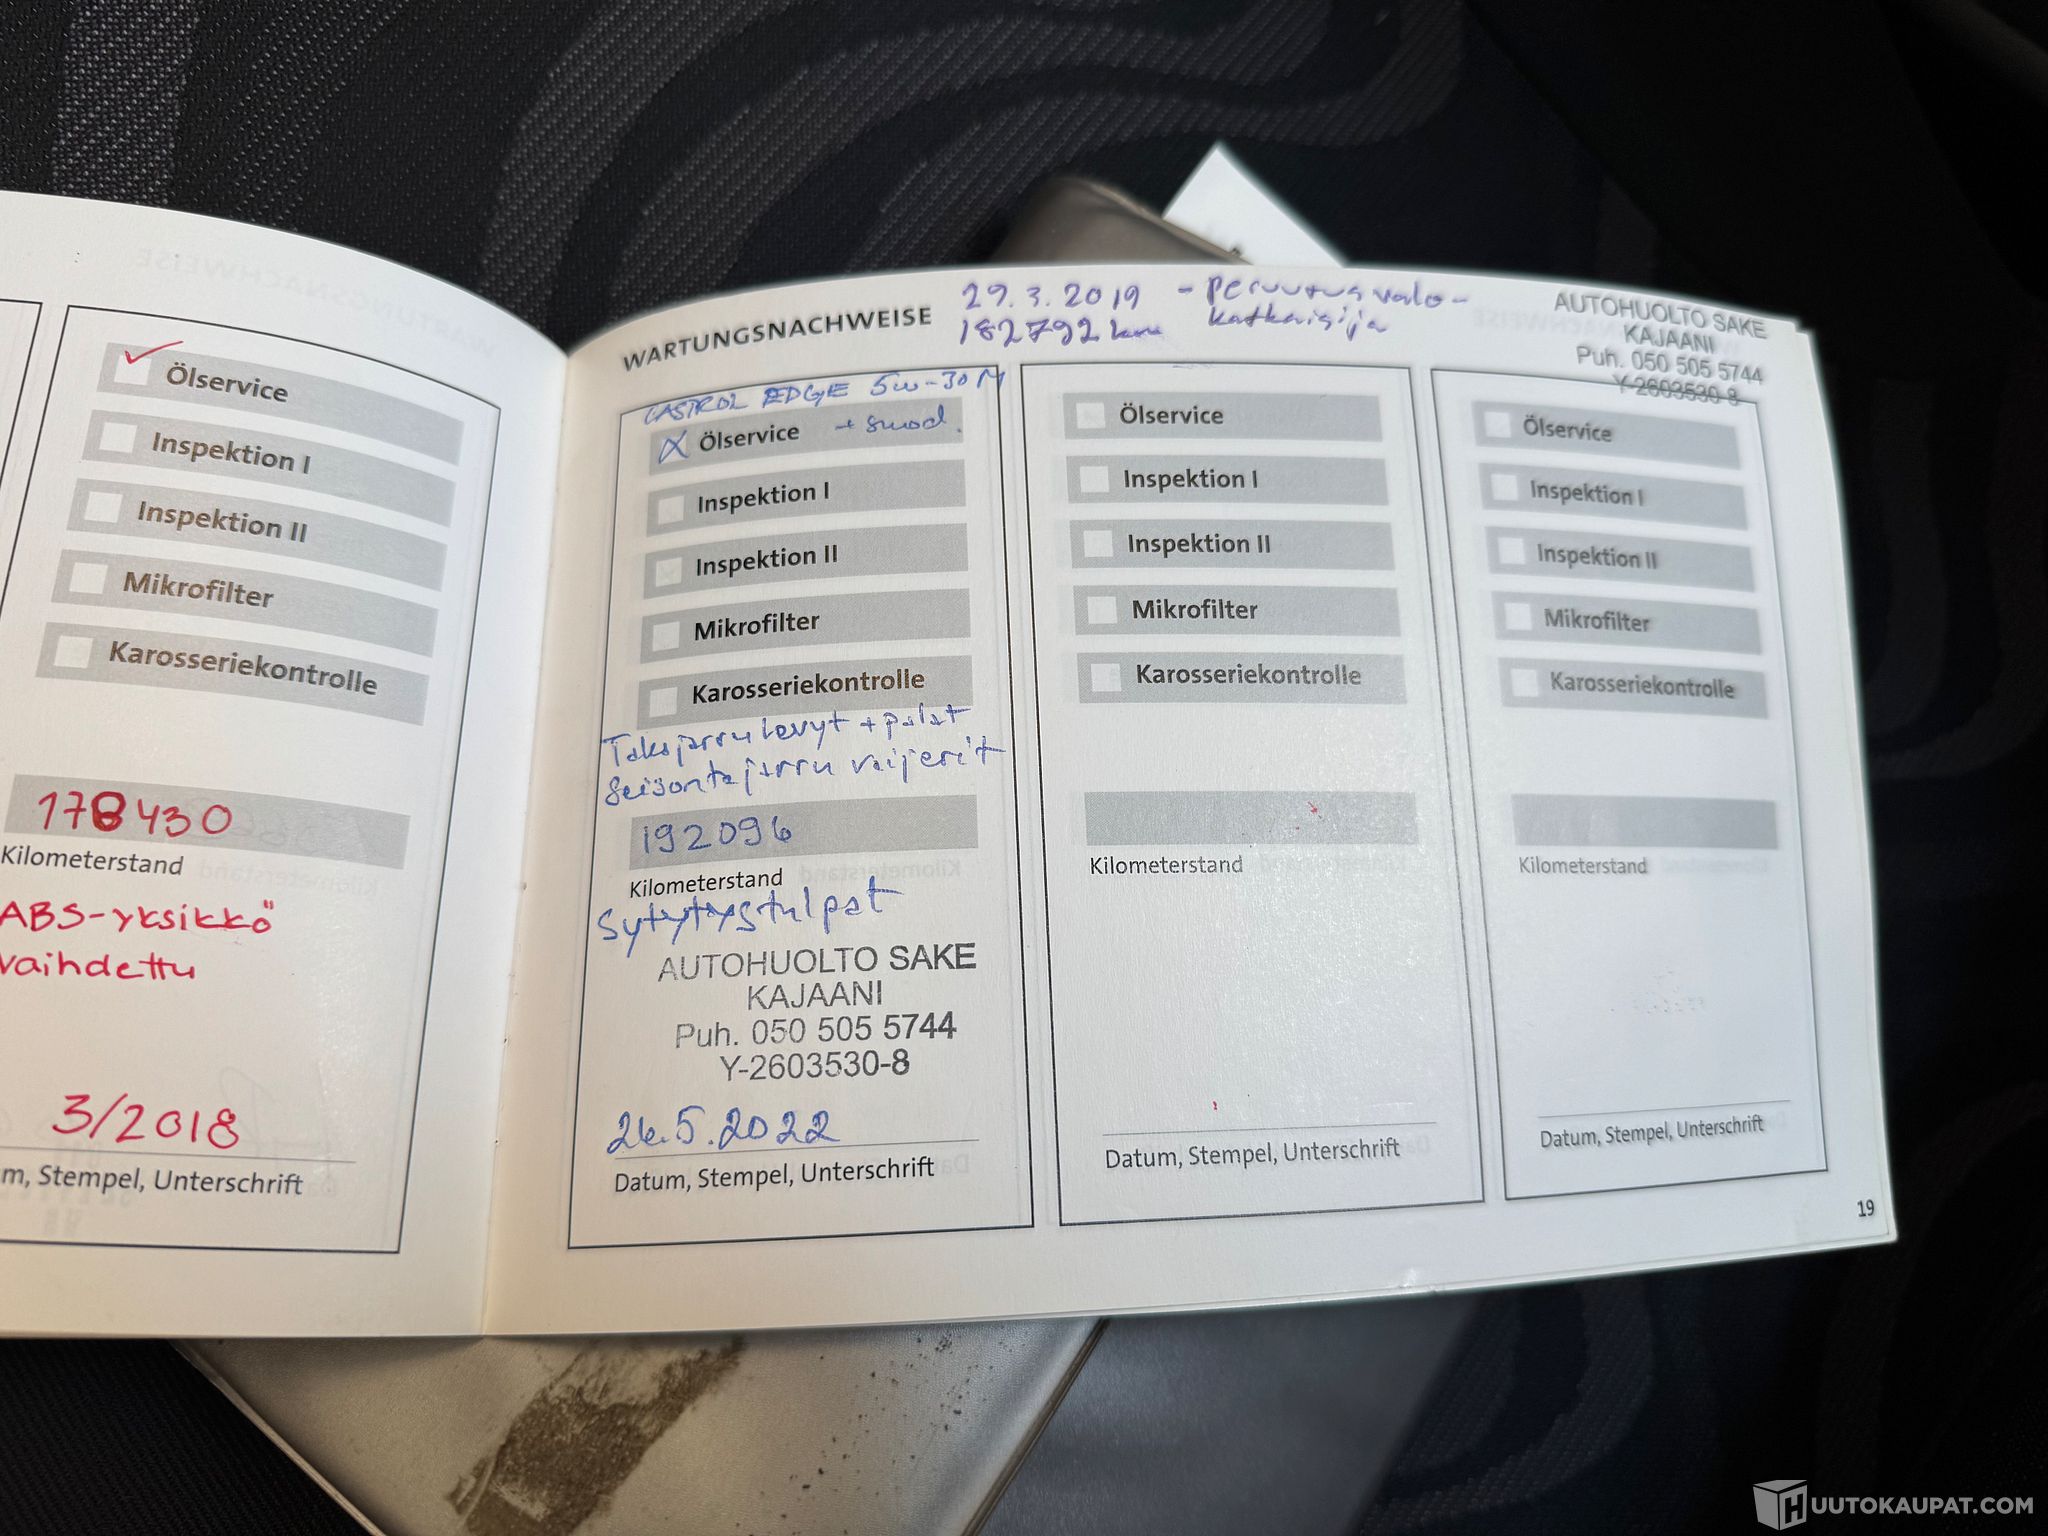 Ölservice
Inspektion I
Inspektion II
Mikrofilter
Karosseriekontrolle
178430
Kilometerstand
ABS-yksikkö
vaihdettu
3/2018
m, Stempel, Unterschrift
WARTUNGSNACHWEISE
29.3.2019 - peruutusvalo-
182792 km katkaisija
AUTOHUOLTO SAKE
KAJAANI
Puh. 050 505 5744
Y-2603530-8
CASTROL EDGE 5W-30 M
X Ölservice + suod.
Inspektion I
Inspektion II
Mikrofilter
Karosseriekontrolle
Takajarrulevyt + palat
Seisontajarru vaijerit
192096
Kilometerstand
Sytytystulpat
AUTOHUOLTO SAKE
KAJAANI
Puh. 050 505 5744
Y-2603530-8
26.5.2022
Datum, Stempel, Unterschrift
Ölservice
Inspektion I
Inspektion II
Mikrofilter
Karosseriekontrolle
Kilometerstand
Datum, Stempel, Unterschrift
Ölservice
Inspektion I
Inspektion II
Mikrofilter
Karosseriekontrolle
Kilometerstand
Datum, Stempel, Unterschrift
19
HUUTOKAUPAT.COM